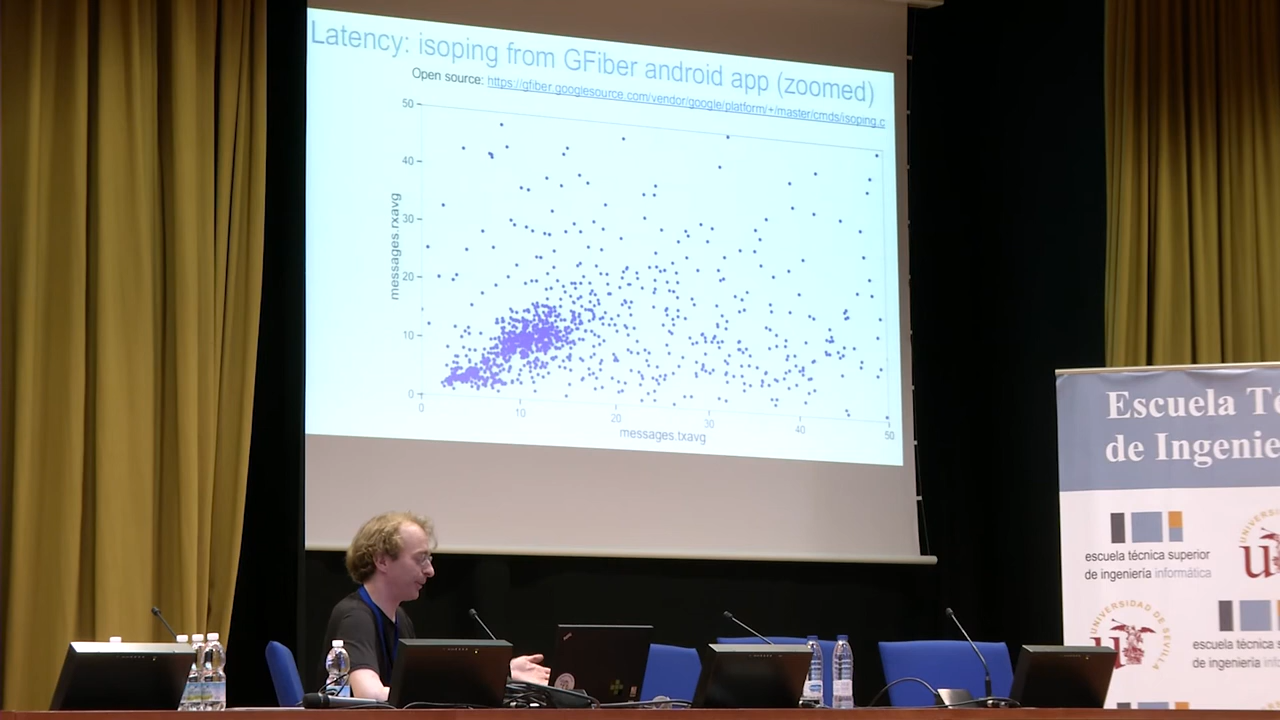 Latency: isoping from GFiber android app (zoomed)
Open source: https://gfiber.googlesource.com/vendor/google/platform/+/master/cmds/isoping.c
50
40
30
20
10
0
messages.rxavg
0
10
20
30
40
50
messages.txavg
Escuela Té
de Ingenie
escuela técnica superior
de ingeniería informática
UNIVERSI
UNIVERSIDAD DE SEVILLA
escuela técnica s
de ingeniería inf